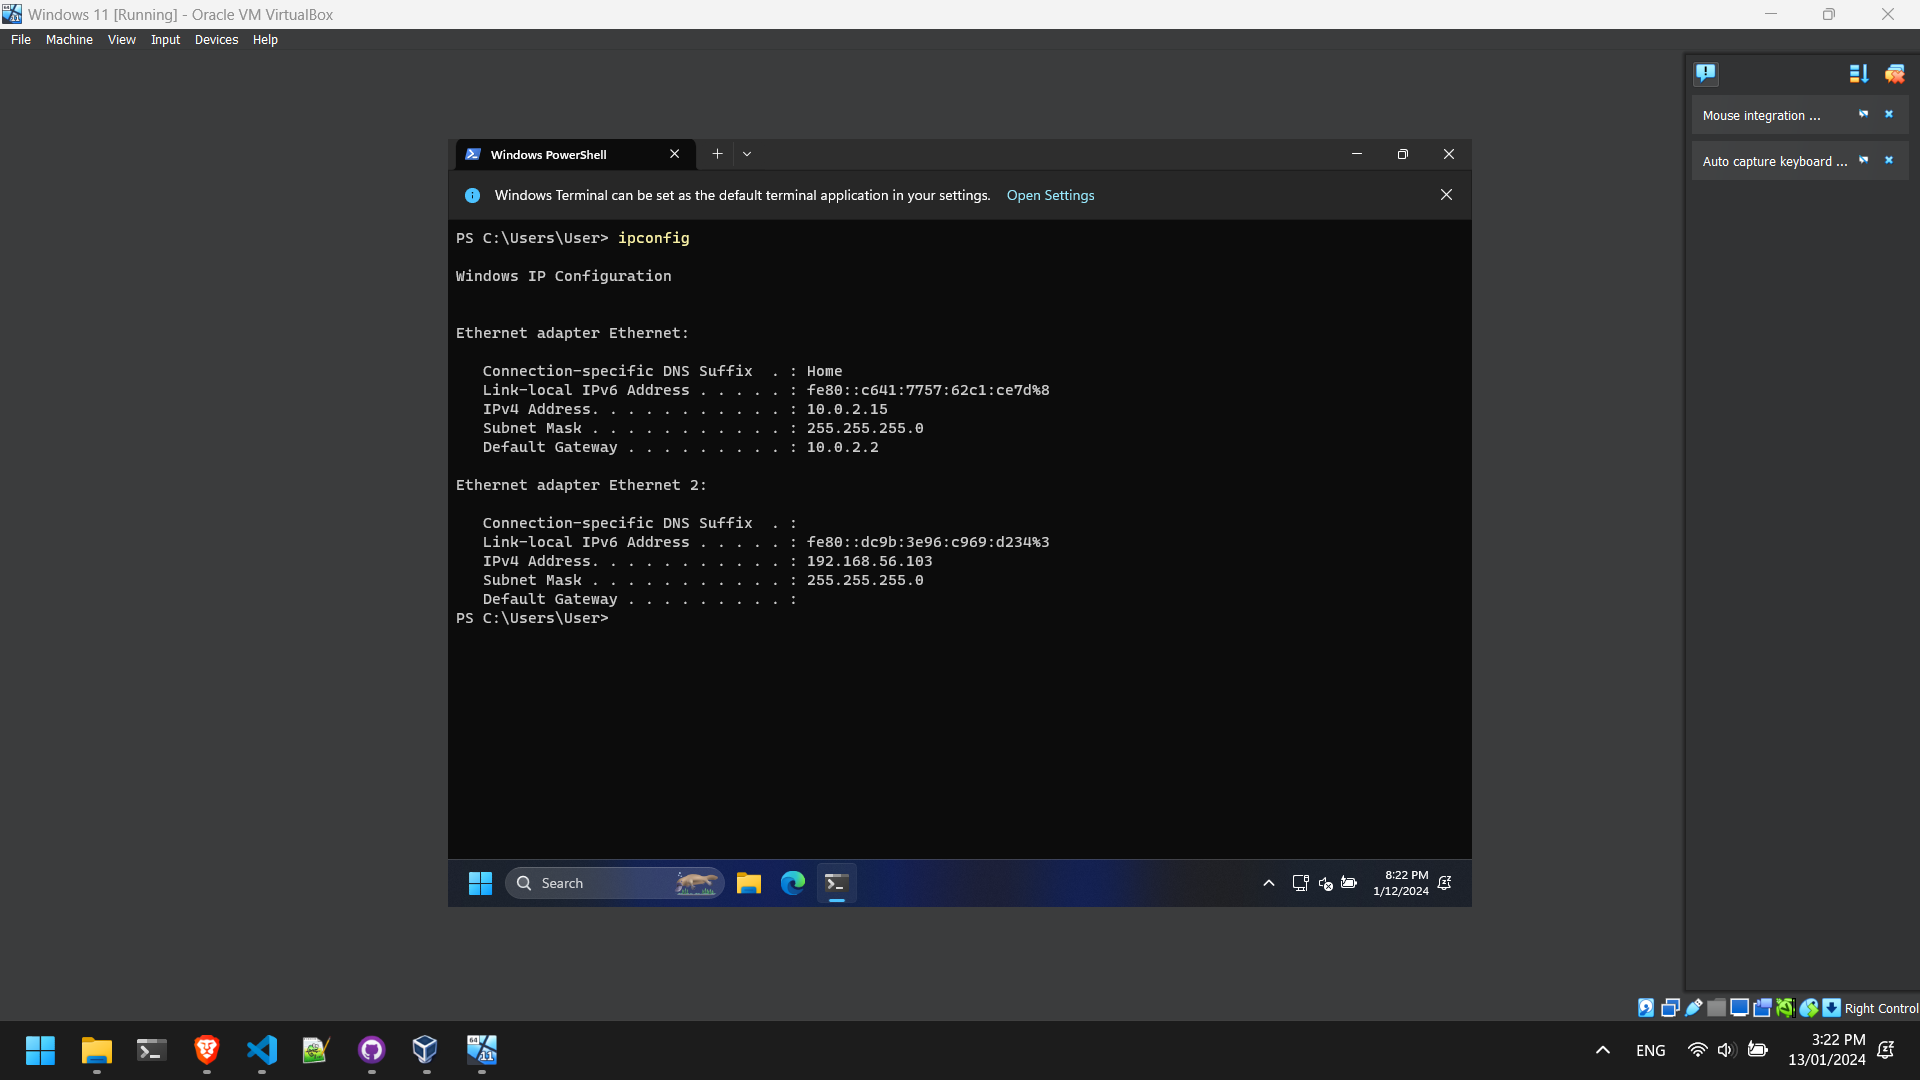 Windows 11 [Running] - Oracle VM VirtualBox
File Machine View Input Devices Help
Mouse integration ...
Auto capture keyboard ...
Windows PowerShell
Windows Terminal can be set as the default terminal application in your settings. Open Settings
PS C:\Users\User> ipconfig
Windows IP Configuration
Ethernet adapter Ethernet:
Connection-specific DNS Suffix  . : Home
Link-local IPv6 Address . . . . . : fe80::c641:7757:62c1:ce7d%8
IPv4 Address. . . . . . . . . . . : 10.0.2.15
Subnet Mask . . . . . . . . . . . : 255.255.255.0
Default Gateway . . . . . . . . . : 10.0.2.2
Ethernet adapter Ethernet 2:
Connection-specific DNS Suffix  . :
Link-local IPv6 Address . . . . . : fe80::dc9b:3e96:c969:d234%3
IPv4 Address. . . . . . . . . . . : 192.168.56.103
Subnet Mask . . . . . . . . . . . : 255.255.255.0
Default Gateway . . . . . . . . . :
PS C:\Users\User>
Search
8:22 PM
1/12/2024
Right Control
64
11
ENG
3:22 PM
13/01/2024